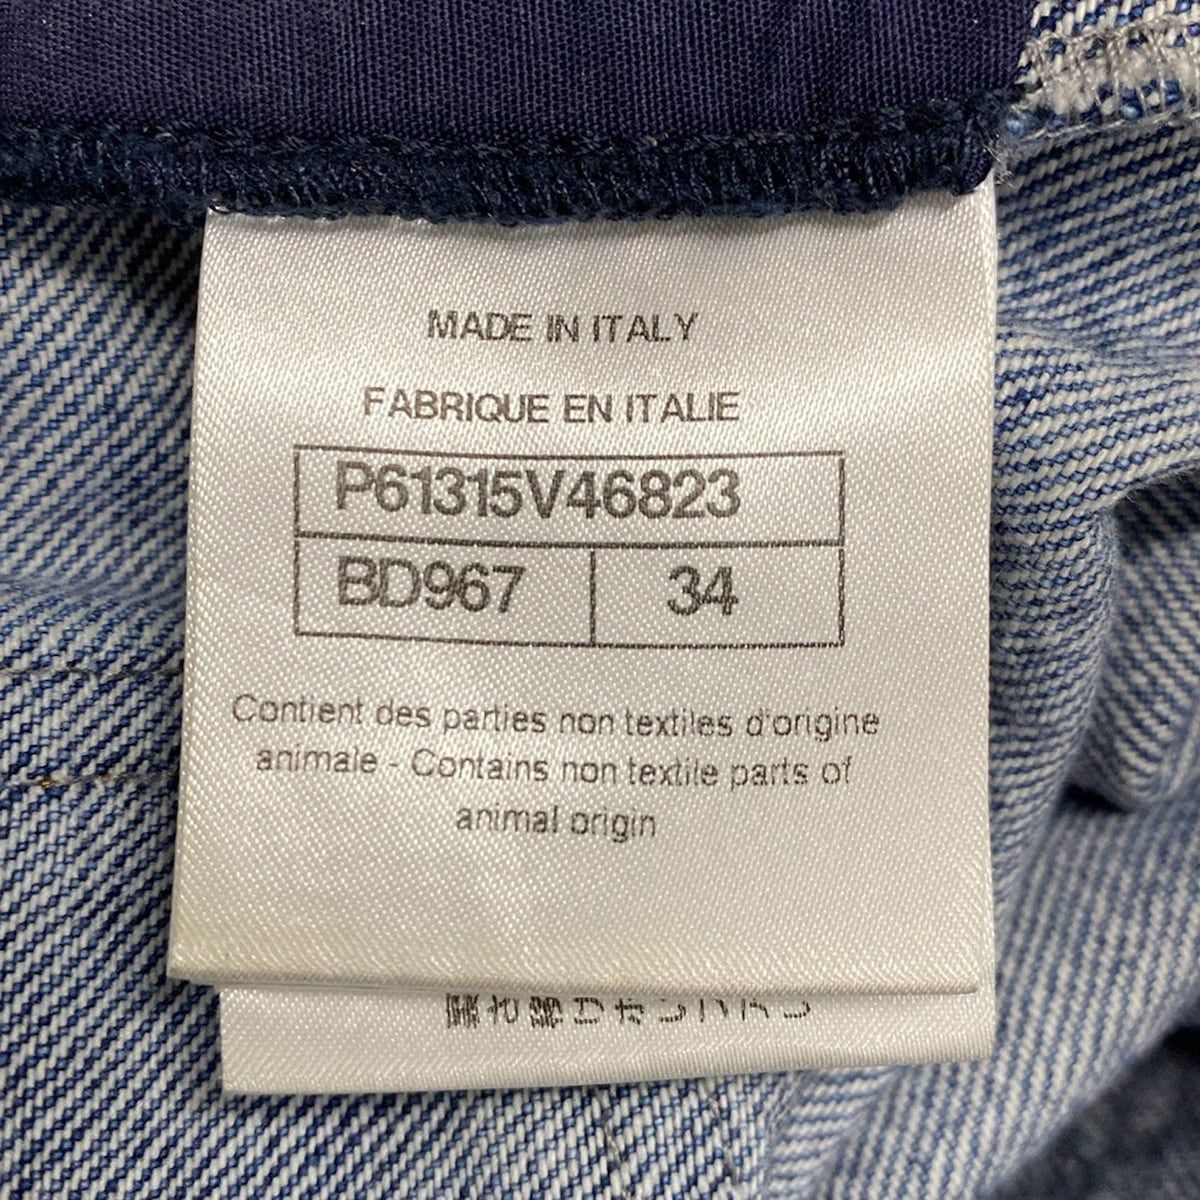 MADE IN ITALY
FABRIQUE EN ITALIE
P61315V46823
BD967 34
Contient des parties non textiles d'origine
animale - Contains non textile parts of
animal origin